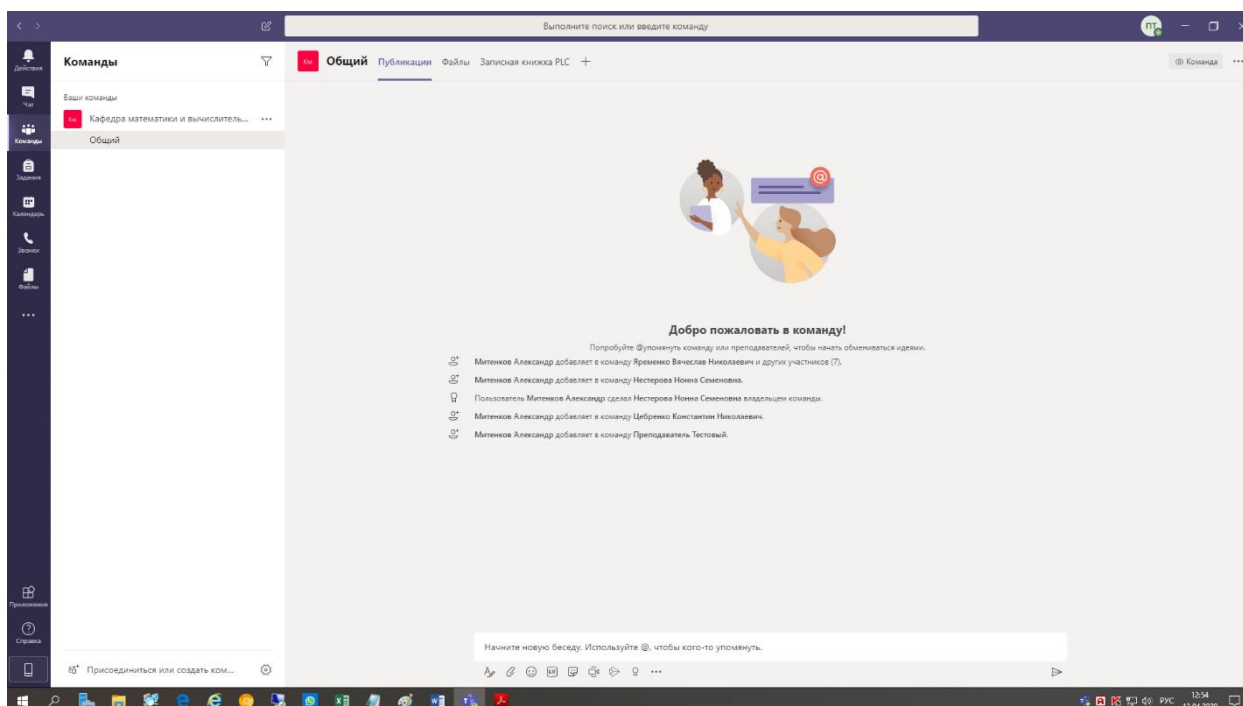 Выполните поиск или введите команду
ПТ
Действия
Чат
Команды
Задания
Календарь
Звонки
Файлы
Приложения
Справка
Команды
Ваши команды
Км Кафедра математики и вычислитель...
Общий
Присоединиться или создать ком...
Км Общий Публикации Файлы Записная книжка PLC
Команда
Добро пожаловать в команду!
Попробуйте @упомянуть команду или преподавателей, чтобы начать обмениваться идеями.
Митенков Александр добавляет в команду Яременко Вячеслав Николаевич и других участников (7).
Митенков Александр добавляет в команду Нестерова Нонна Семеновна.
Пользователь Митенков Александр сделал Нестерова Нонна Семеновна владельцем команды.
Митенков Александр добавляет в команду Цебренко Константин Николаевич.
Митенков Александр добавляет в команду Преподаватель Тестовый.
Начните новую беседу. Используйте @, чтобы кого-то упомянуть.
РУС 12:54